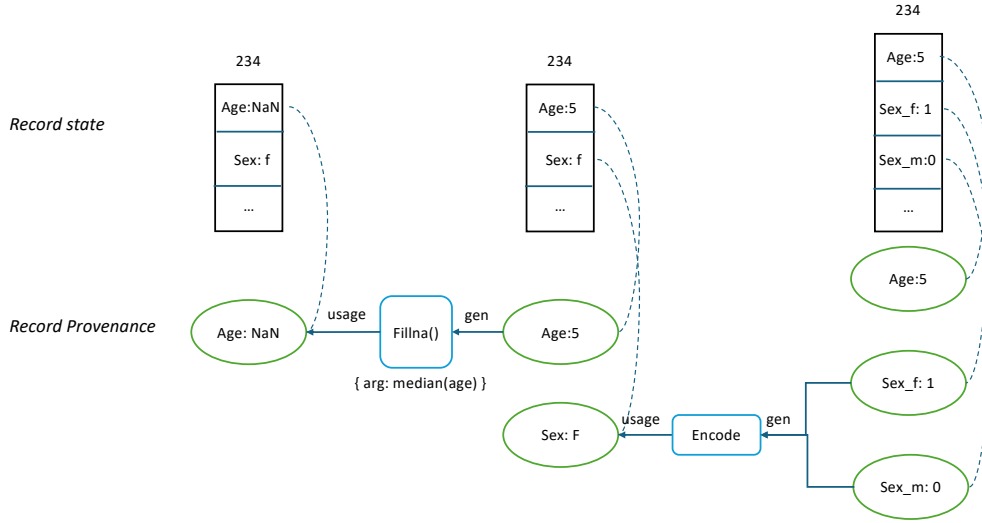 234
234
234
Record state
Age:NaN
Sex: f
...
Age:5
Sex: f
...
Age:5
Sex_f: 1
Sex_m:0
...
Age:5
Record Provenance
Age: NaN
usage
Fillna()
{ arg: median(age) }
gen
Age:5
Sex_f: 1
Sex: F
usage
Encode
gen
Sex_m: 0